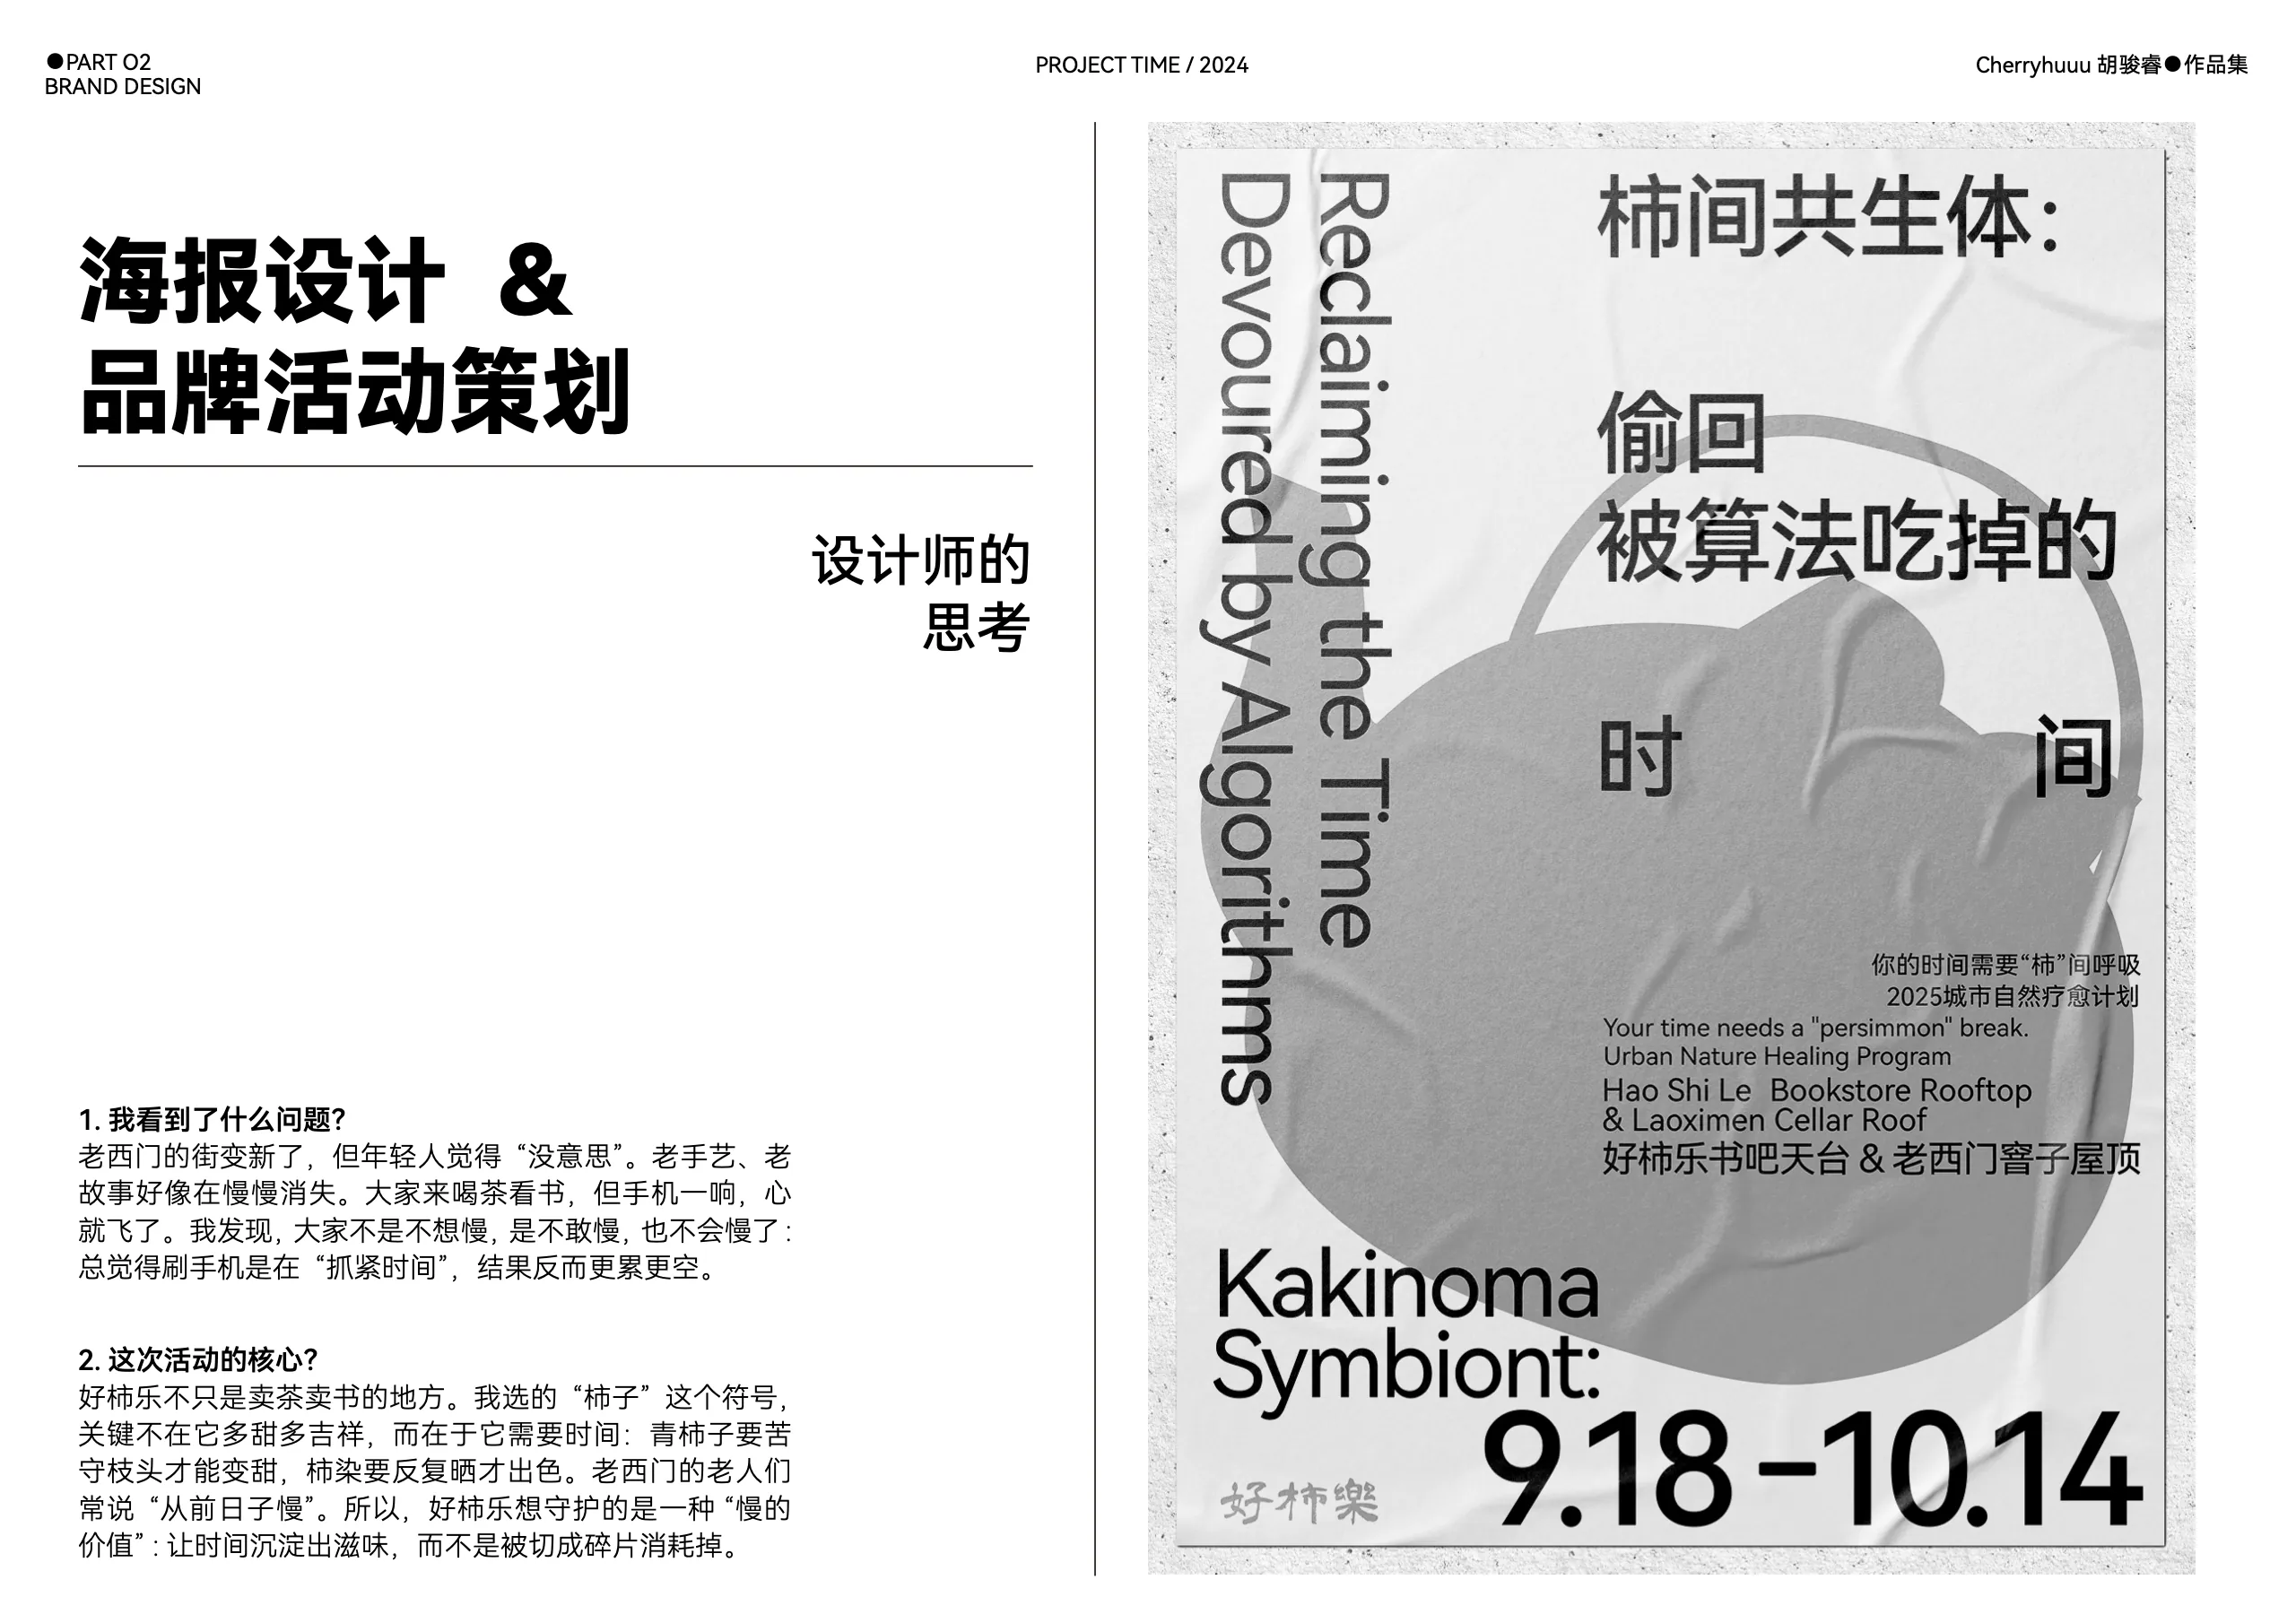 ●PART O2
BRAND DESIGN
PROJECT TIME / 2024
Cherryhuuu 胡骏睿●作品集
海报设计 &
品牌活动策划
设计师的
思考
1. 我看到了什么问题？
老西门的街变新了，但年轻人觉得“没意思”。老手艺、老
故事好像在慢慢消失。大家来喝茶看书，但手机一响，心
就飞了。我发现，大家不是不想慢，是不敢慢，也不会慢了：
总觉得刷手机是在“抓紧时间”，结果反而更累更空。
2. 这次活动的核心？
好柿乐不只是卖茶卖书的地方。我选的“柿子”这个符号，
关键不在它多甜多吉祥，而在于它需要时间：青柿子要苦
守枝头才能变甜，柿染要反复晒才出色。老西门的老人们
常说“从前日子慢”。所以，好柿乐想守护的是一种“慢的
价值”：让时间沉淀出滋味，而不是被切成碎片消耗掉。
Reclaiming the Time
Devoured by Algorithms
柿间共生体：
偷回
被算法吃掉的
时 间
你的时间需要“柿”间呼吸
2025城市自然疗愈计划
Your time needs a "persimmon" break.
Urban Nature Healing Program
Hao Shi Le Bookstore Rooftop
& Laoximen Cellar Roof
好柿乐书吧天台 & 老西门窖子屋顶
Kakinoma
Symbiont:
9.18-10.14
好柿樂